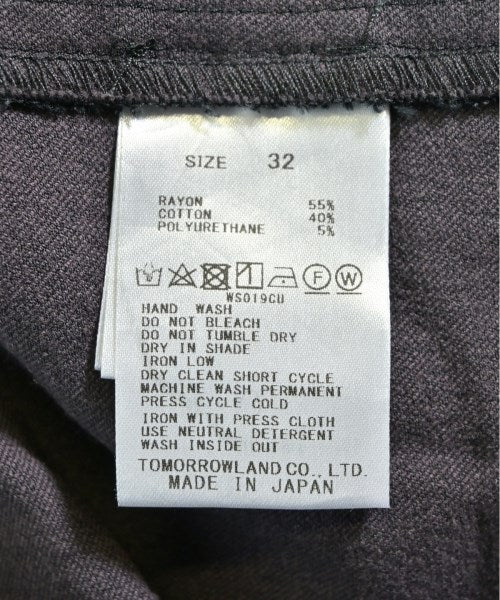 SIZE 32
RAYON 55%
COTTON 40%
POLYURETHANE 5%
F W
WS019CU
HAND WASH
DO NOT BLEACH
DO NOT TUMBLE DRY
DRY IN SHADE
IRON LOW
DRY CLEAN SHORT CYCLE
MACHINE WASH PERMANENT
PRESS CYCLE COLD
IRON WITH PRESS CLOTH
USE NEUTRAL DETERGENT
WASH INSIDE OUT
TOMORROWLAND CO., LTD.
MADE IN JAPAN